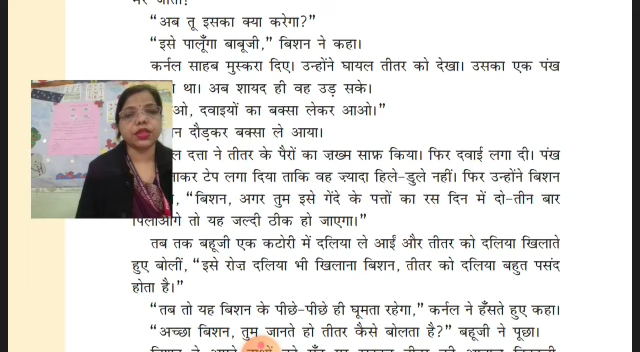 “अब तू इसका क्या करेगा?”
“इसे पालूँगा बाबूजी,” बिशन ने कहा।
कर्नल साहब मुस्करा दिए। उन्होंने घायल तीतर को देखा। उसका एक पंख
था। अब शायद ही वह उड़ सके।
दवाइयों का बक्सा लेकर आओ।”
दौड़कर बक्सा ले आया।
दत्ता ने तीतर के पैरों का ज़ख्म साफ़ किया। फिर दवाई लगा दी। पंख
टेप लगा दिया ताकि वह ज़्यादा हिले-डुले नहीं। फिर उन्होंने बिशन
“बिशन, अगर तुम इसे गेंदे के पत्तों का रस दिन में दो-तीन बार
पिलाओगे तो यह जल्दी ठीक हो जाएगा।”
तब तक बहूजी एक कटोरी में दलिया ले आईं और तीतर को दलिया खिलाते
हुए बोलीं, “इसे रोज़ दलिया भी खिलाना बिशन, तीतर को दलिया बहुत पसंद
होता है।”
“तब तो यह बिशन के पीछे-पीछे ही घूमता रहेगा,” कर्नल ने हँसते हुए कहा।
“अच्छा बिशन, तुम जानते हो तीतर कैसे बोलता है?” बहूजी ने पूछा।